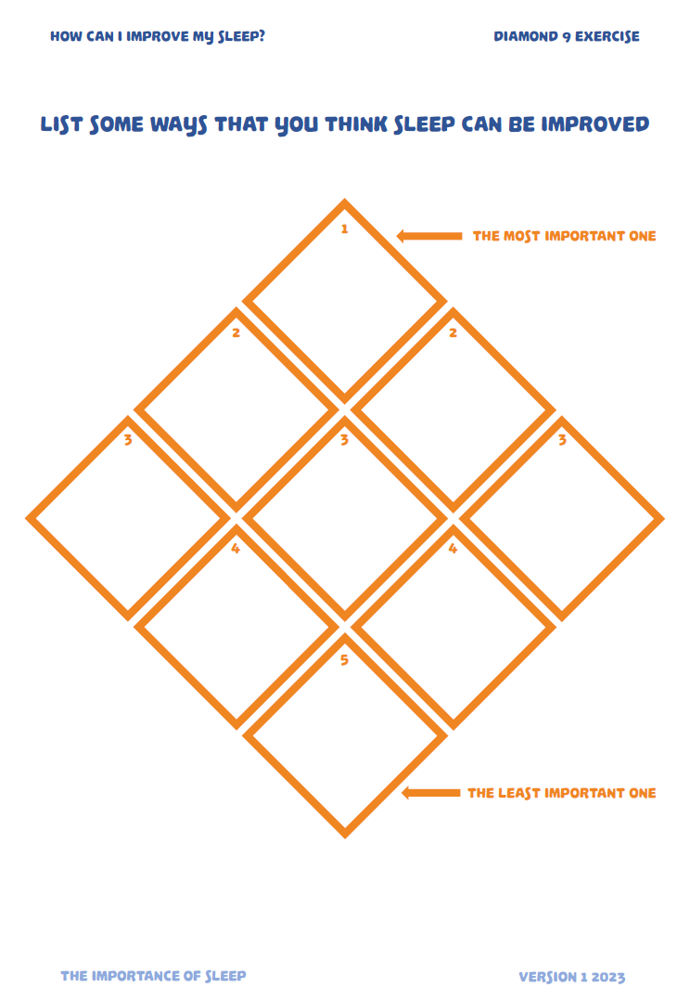 HOW CAN I IMPROVE MY SLEEP?
DIAMOND 9 EXERCISE
LIST SOME WAYS THAT YOU THINK SLEEP CAN BE IMPROVED
1
THE MOST IMPORTANT ONE
2
2
3
3
3
4
4
5
THE LEAST IMPORTANT ONE
THE IMPORTANCE OF SLEEP
VERSION 1 2023